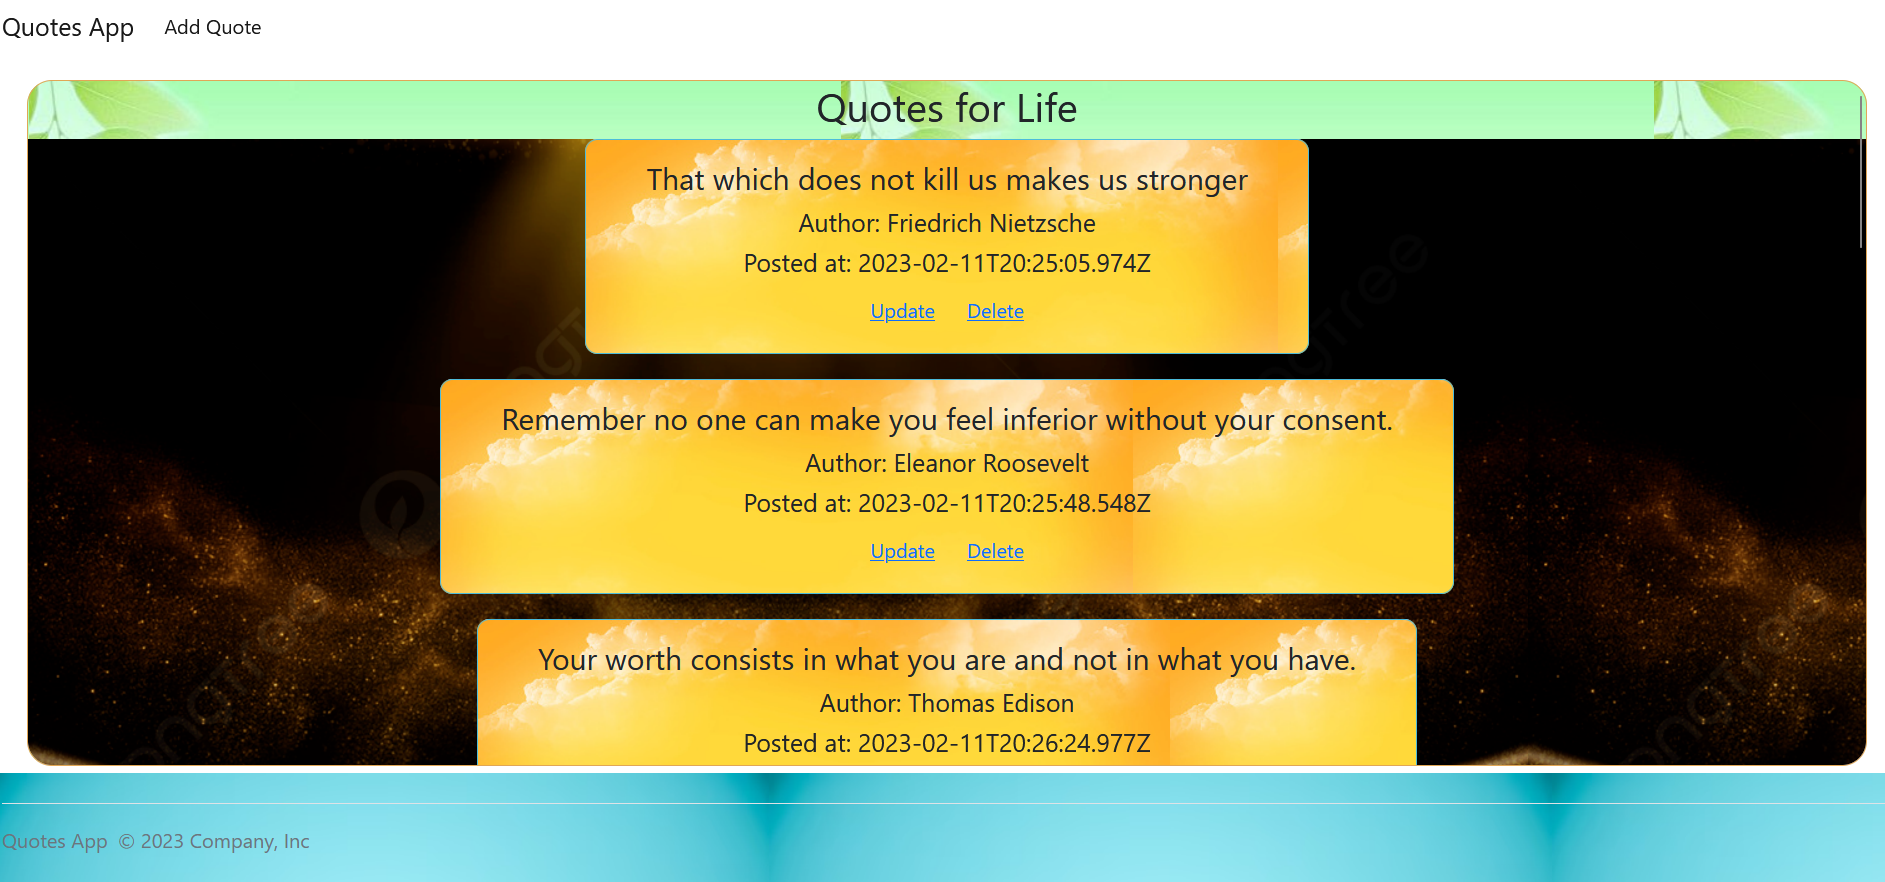 Quotes App Add Quote
Quotes for Life
That which does not kill us makes us stronger
Author: Friedrich Nietzsche
Posted at: 2023-02-11T20:25:05.974Z
Update Delete
Remember no one can make you feel inferior without your consent.
Author: Eleanor Roosevelt
Posted at: 2023-02-11T20:25:48.548Z
Update Delete
Your worth consists in what you are and not in what you have.
Author: Thomas Edison
Posted at: 2023-02-11T20:26:24.977Z
Quotes App © 2023 Company, Inc